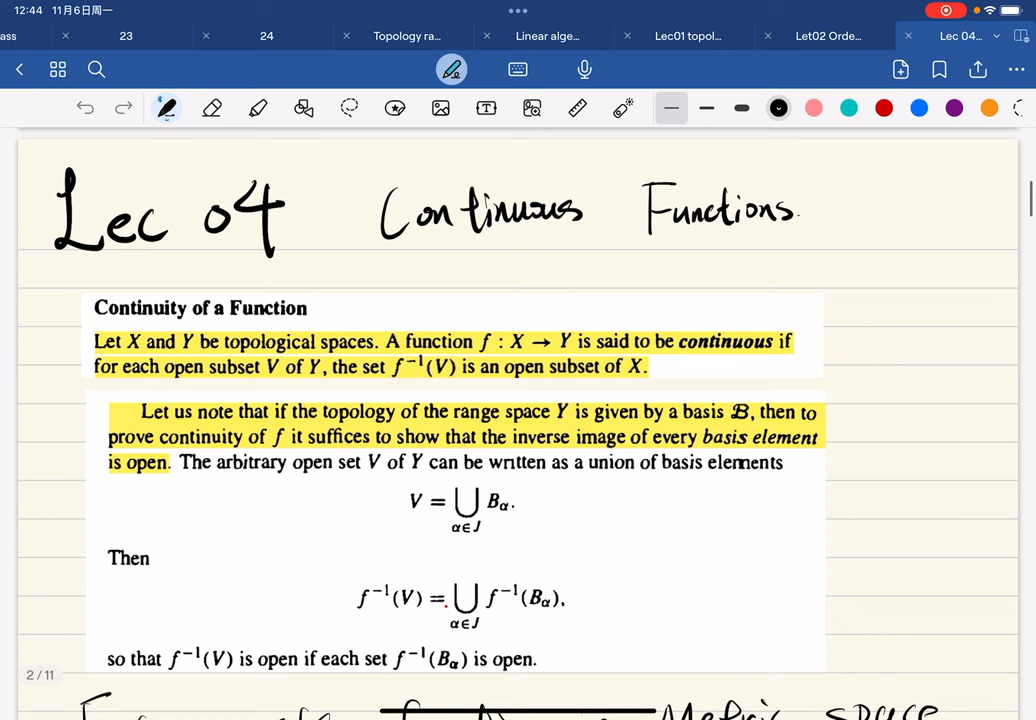 12:44 11月6日周一
ass
23
24
Topology ra...
Linear alge...
Lec01 topol...
Let02 Orde...
Lec 04...
Lec 04 Continuous Functions.
Continuity of a Function
Let X and Y be topological spaces. A function f : X → Y is said to be continuous if
for each open subset V of Y, the set f⁻¹(V) is an open subset of X.
Let us note that if the topology of the range space Y is given by a basis ℬ, then to
prove continuity of f it suffices to show that the inverse image of every basis element
is open. The arbitrary open set V of Y can be written as a union of basis elements
V = ⋃ Bα.
α∈J
Then
f⁻¹(V) = ⋃ f⁻¹(Bα),
α∈J
so that f⁻¹(V) is open if each set f⁻¹(Bα) is open.
2 / 11
Metric space